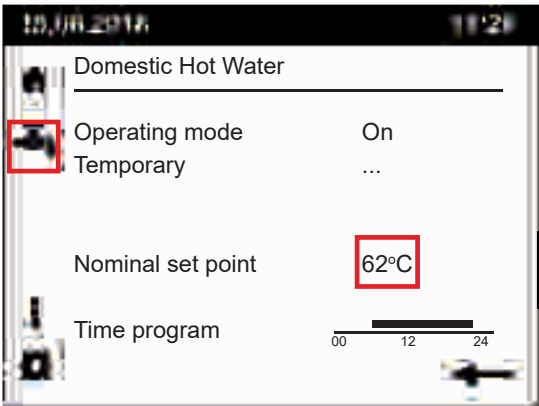 Domestic Hot Water
Operating mode On
Temporary ...
Nominal set point 62°C
Time program
00 12 24